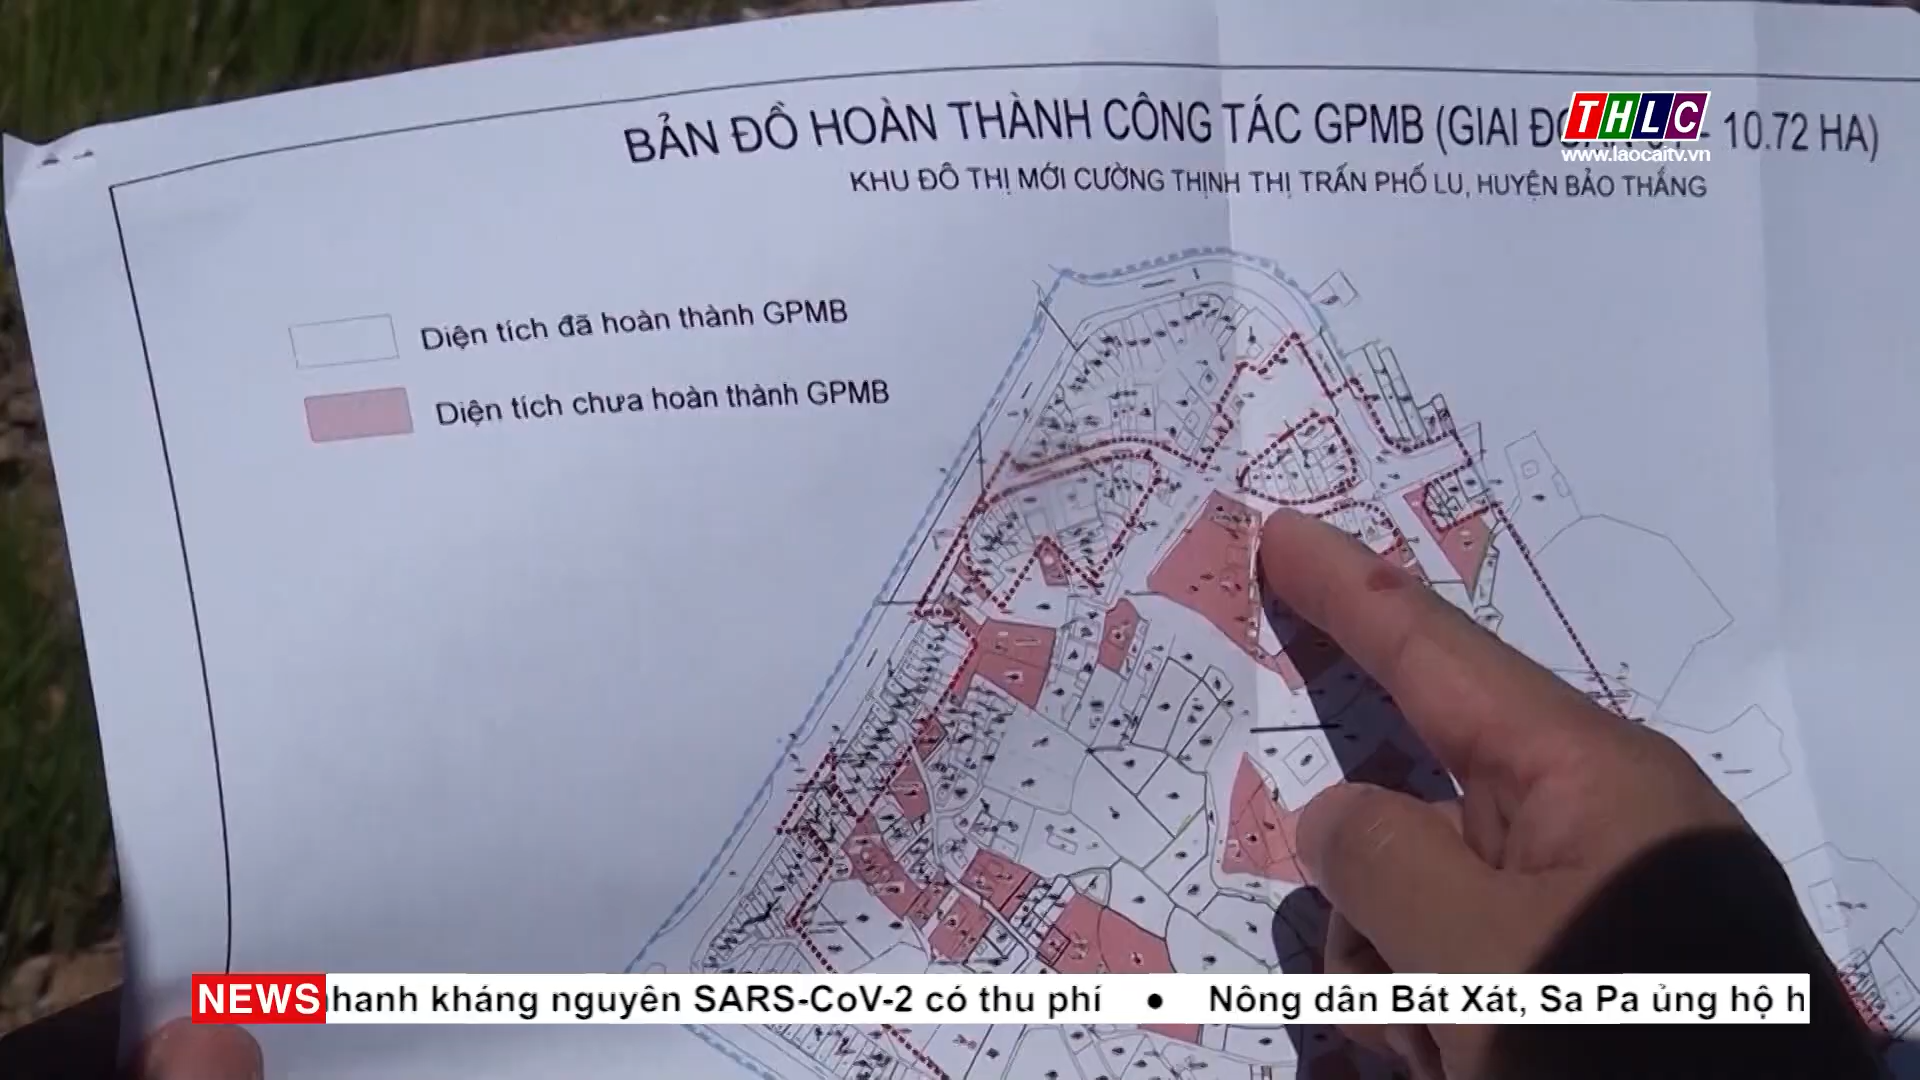 BẢN ĐỒ HOÀN THÀNH CÔNG TÁC GPMB (GIAI ĐOẠN 01 - 10.72 HA)
THLC
www.laocaitv.vn
KHU ĐÔ THỊ MỚI CƯỜNG THỊNH THỊ TRẤN PHỐ LU, HUYỆN BẢO THẮNG
Diện tích đã hoàn thành GPMB
Diện tích chưa hoàn thành GPMB
NEWS hanh kháng nguyên SARS-CoV-2 có thu phí • Nông dân Bát Xát, Sa Pa ủng hộ h